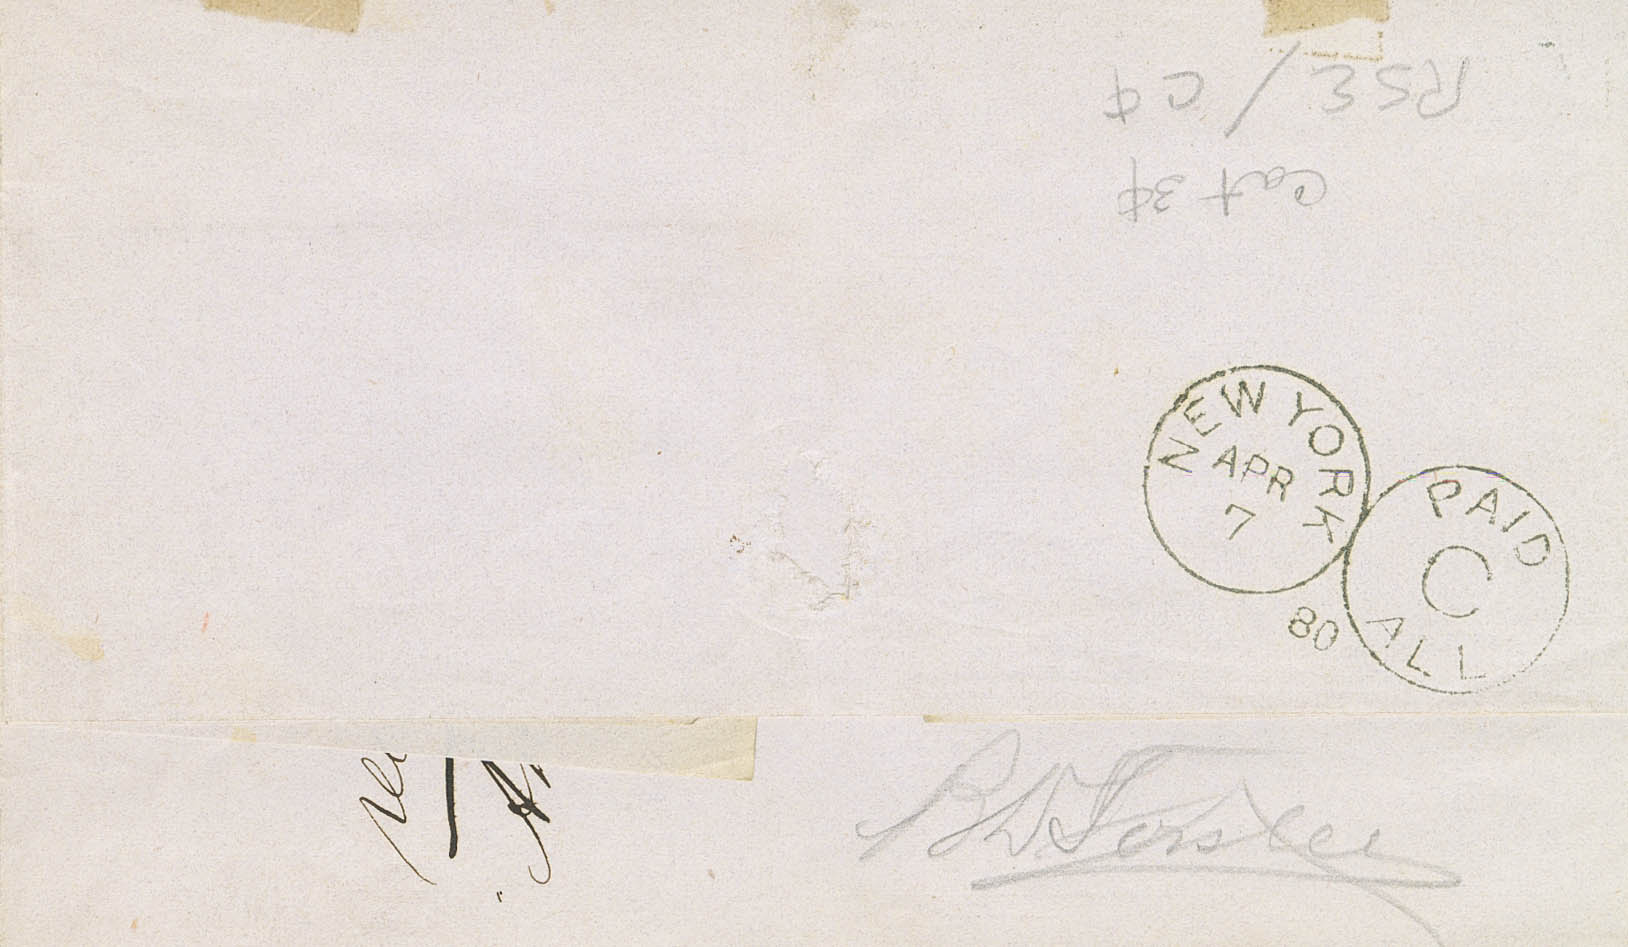 RSE / C¢
Cat 3¢
NEW YORK
APR
7
80
PAID
C
ALL